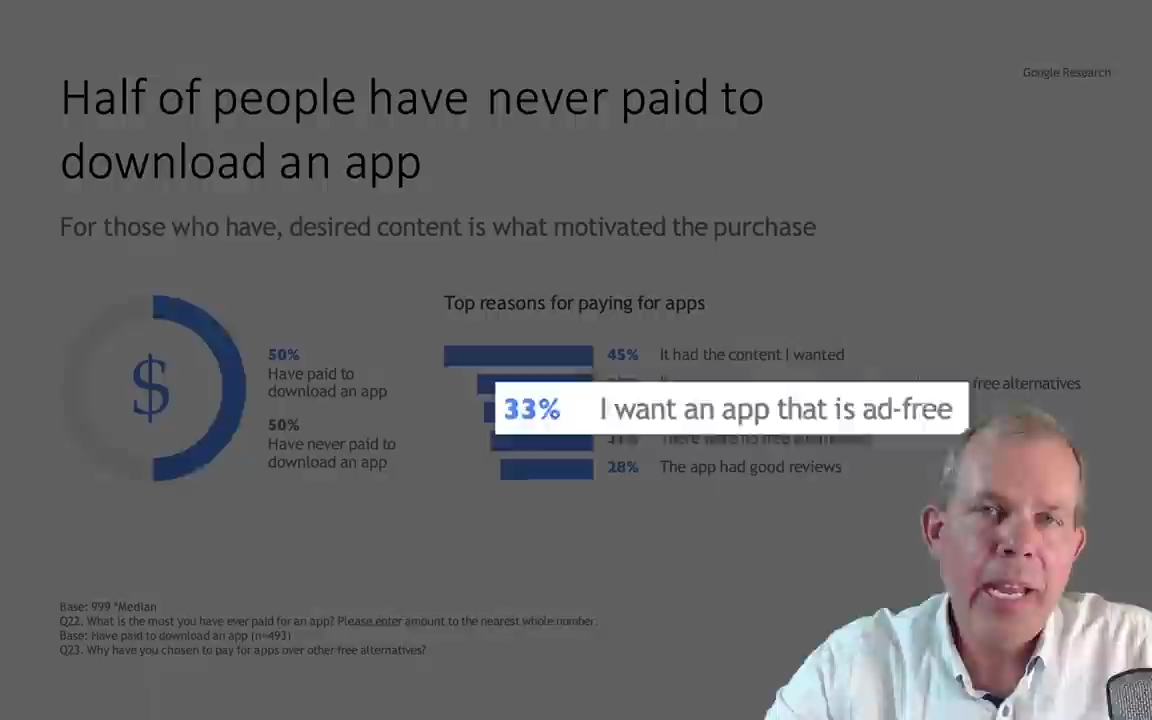 Google Research
Half of people have never paid to
download an app
For those who have, desired content is what motivated the purchase
$
50%
Have paid to
download an app
50%
Have never paid to
download an app
Top reasons for paying for apps
45% It had the content I wanted
free alternatives
33% I want an app that is ad-free
31% There were no free
28% The app had good reviews
Base: 999 *Median
Q22. What is the most you have ever paid for an app? Please enter amount to the nearest whole number.
Base: Have paid to download an app (n=493)
Q23. Why have you chosen to pay for apps over other free alternatives?